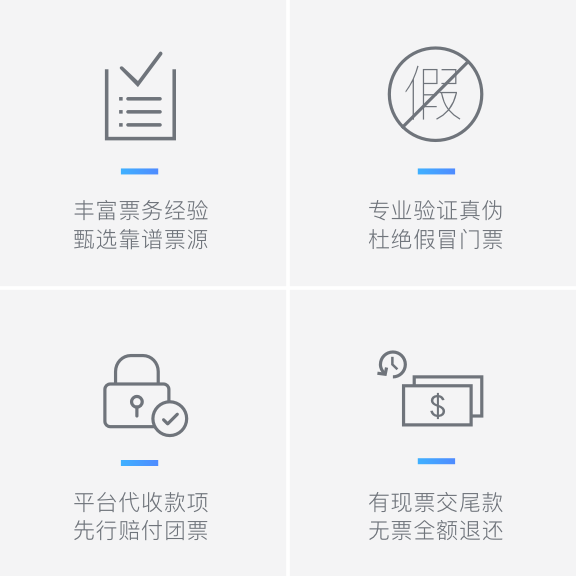 丰富票务经验
甄选靠谱票源
假
专业验证真伪
杜绝假冒门票
平台代收款项
先行赔付团票
$
有现票交尾款
无票全额退还